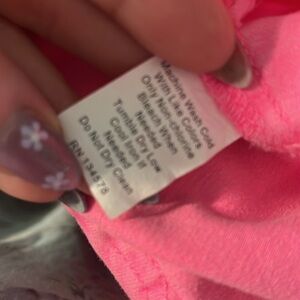 Machine Wash Cold
With Like Colors
Only Non-chlorine
Bleach When
Needed
Tumble Dry Low
Cool Iron If
Needed
Do Not Dry Clean
RN 134578